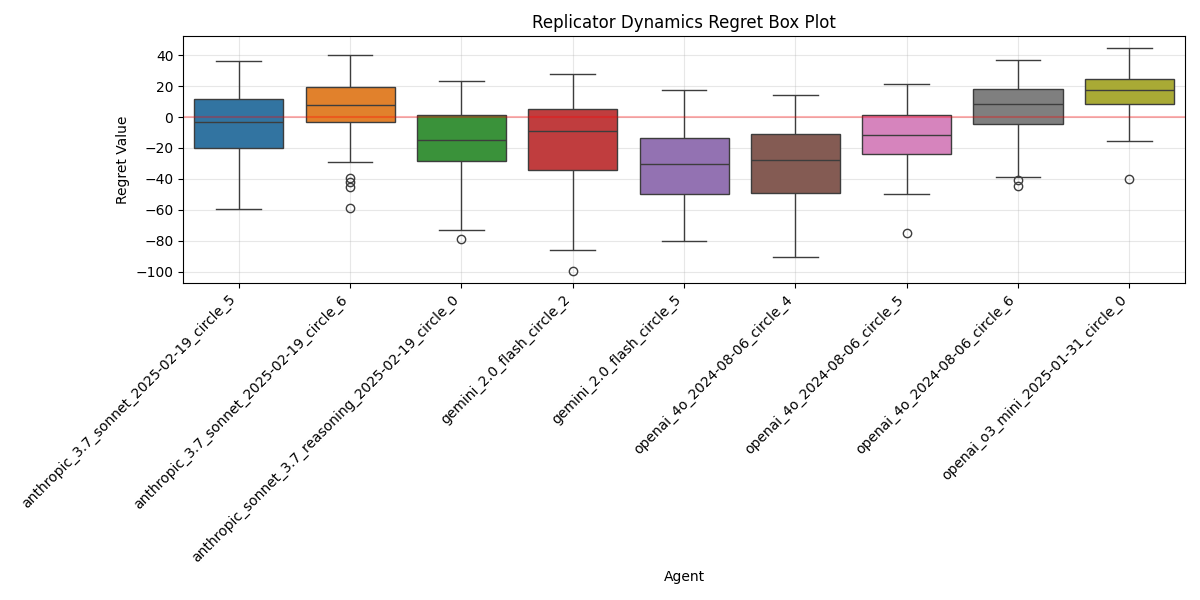 Replicator Dynamics Regret Box Plot
Regret Value
40
20
0
−20
−40
−60
−80
−100
anthropic_3.7_sonnet_2025-02-19_circle_5
anthropic_3.7_sonnet_2025-02-19_circle_6
anthropic_sonnet_3.7_reasoning_2025-02-19_circle_0
gemini_2.0_flash_circle_2
gemini_2.0_flash_circle_5
openai_4o_2024-08-06_circle_4
openai_4o_2024-08-06_circle_5
openai_4o_2024-08-06_circle_6
openai_o3_mini_2025-01-31_circle_0
Agent